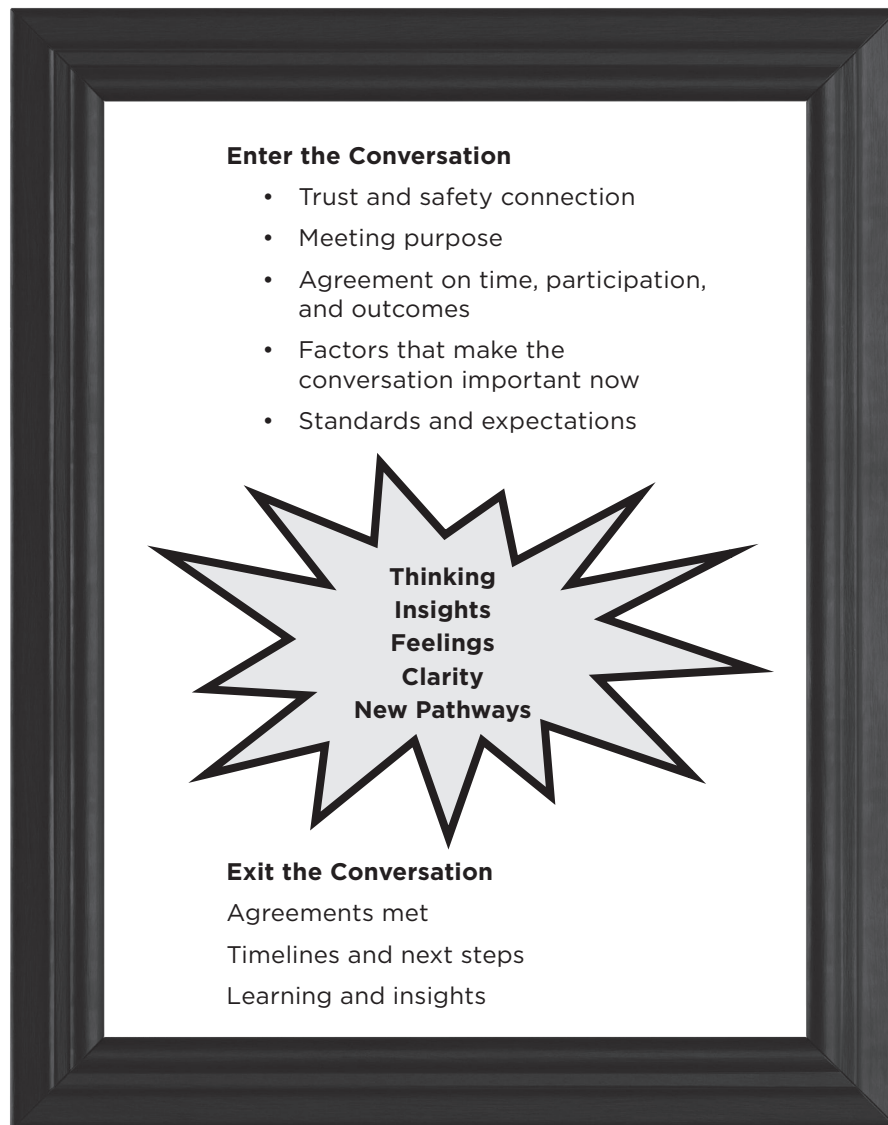 Enter the Conversation
• Trust and safety connection
• Meeting purpose
• Agreement on time, participation,
and outcomes
• Factors that make the
conversation important now
• Standards and expectations
Thinking
Insights
Feelings
Clarity
New Pathways
Exit the Conversation
Agreements met
Timelines and next steps
Learning and insights